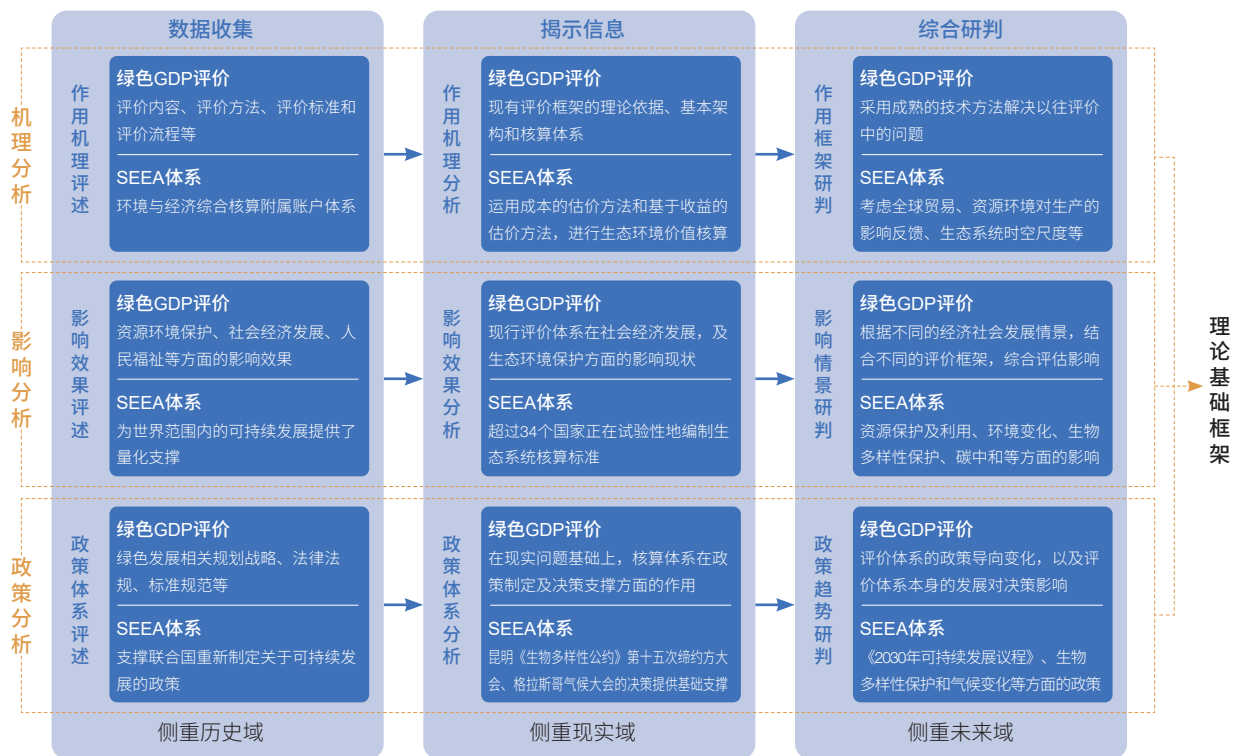 数据收集
揭示信息
综合研判
机理分析
作用机理评述
绿色GDP评价
评价内容、评价方法、评价标准和
评价流程等
SEEA体系
环境与经济综合核算附属账户体系
作用机理分析
绿色GDP评价
现有评价框架的理论依据、基本架
构和核算体系
SEEA体系
运用成本的估价方法和基于收益的
估价方法，进行生态环境价值核算
作用框架研判
绿色GDP评价
采用成熟的技术方法解决以往评价
中的问题
SEEA体系
考虑全球贸易、资源环境对生产的
影响反馈、生态系统时空尺度等
影响分析
影响效果评述
绿色GDP评价
资源环境保护、社会经济发展、人
民福祉等方面的影响效果
SEEA体系
为世界范围内的可持续发展提供了
量化支撑
影响效果分析
绿色GDP评价
现行评价体系在社会经济发展，及
生态环境保护方面的影响现状
SEEA体系
超过34个国家正在试验性地编制生
态系统核算标准
影响情景研判
绿色GDP评价
根据不同的经济社会发展情景，结
合不同的评价框架，综合评估影响
SEEA体系
资源保护及利用、环境变化、生物
多样性保护、碳中和等方面的影响
政策分析
政策体系评述
绿色GDP评价
绿色发展相关规划战略、法律法
规、标准规范等
SEEA体系
支撑联合国重新制定关于可持续发
展的政策
政策体系分析
绿色GDP评价
在现实问题基础上，核算体系在政
策制定及决策支撑方面的作用
SEEA体系
昆明《生物多样性公约》第十五次缔约方大
会、格拉斯哥气候大会的决策提供基础支撑
政策趋势研判
绿色GDP评价
评价体系的政策导向变化，以及评
价体系本身的发展对决策影响
SEEA体系
《2030年可持续发展议程》、生物
多样性保护和气候变化等方面的政策
理论基础框架
侧重历史域
侧重现实域
侧重未来域